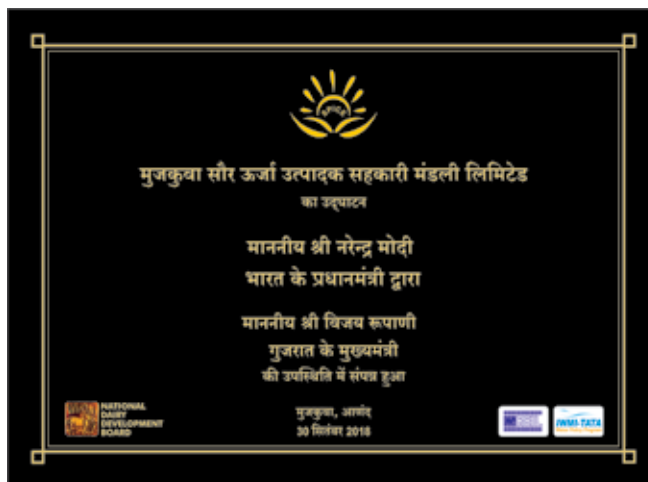 SPICE
मुजकुवा सौर ऊर्जा उत्पादक सहकारी मंडली लिमिटेड
का उद्घाटन
माननीय श्री नरेन्द्र मोदी
भारत के प्रधानमंत्री द्वारा
माननीय श्री विजय रूपाणी
गुजरात के मुख्यमंत्री
की उपस्थिति में संपन्न हुआ
मुजकुवा, आणंद
30 सितंबर 2018
NATIONAL
DAIRY
DEVELOPMENT
BOARD
IWMI-TATA